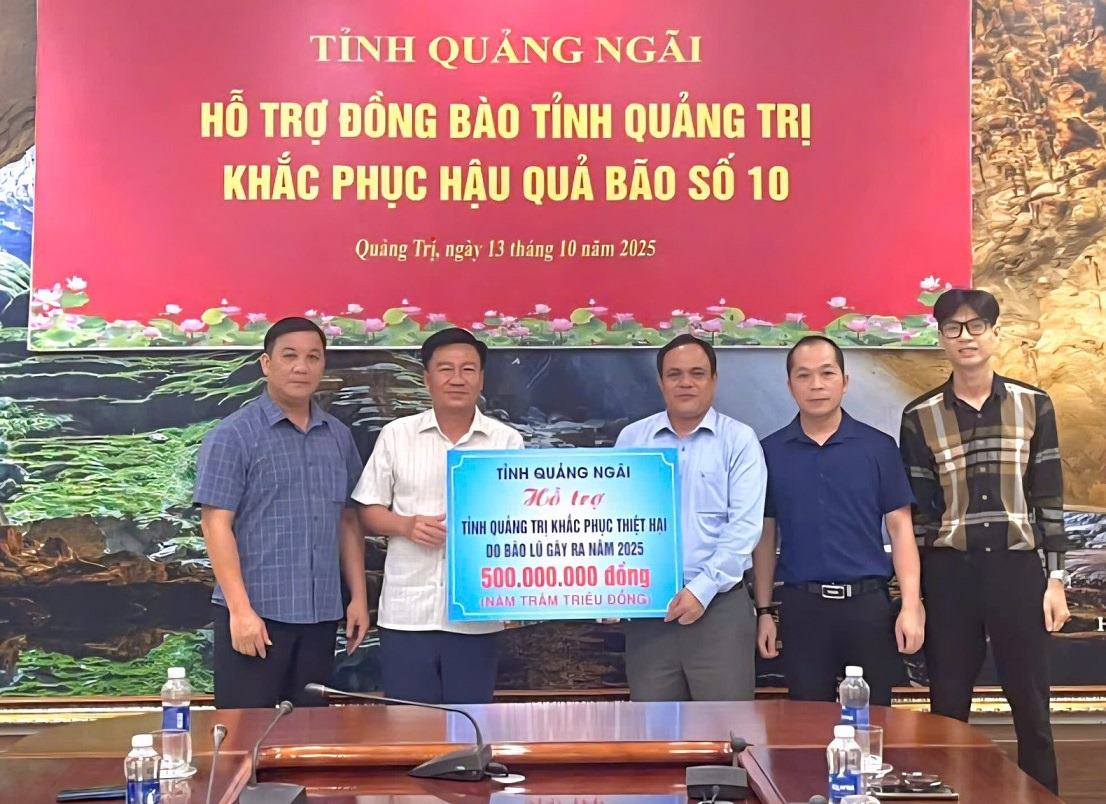 TỈNH QUẢNG NGÃI
HỖ TRỢ ĐỒNG BÀO TỈNH QUẢNG TRỊ
KHẮC PHỤC HẬU QUẢ BÃO SỐ 10
Quảng Trị, ngày 13 tháng 10 năm 2025
TỈNH QUẢNG NGÃI
Hỗ trợ
TỈNH QUẢNG TRỊ KHẮC PHỤC THIỆT HẠI
DO BÃO LŨ GÂY RA NĂM 2025
500.000.000 đồng
(NĂM TRĂM TRIỆU ĐỒNG)